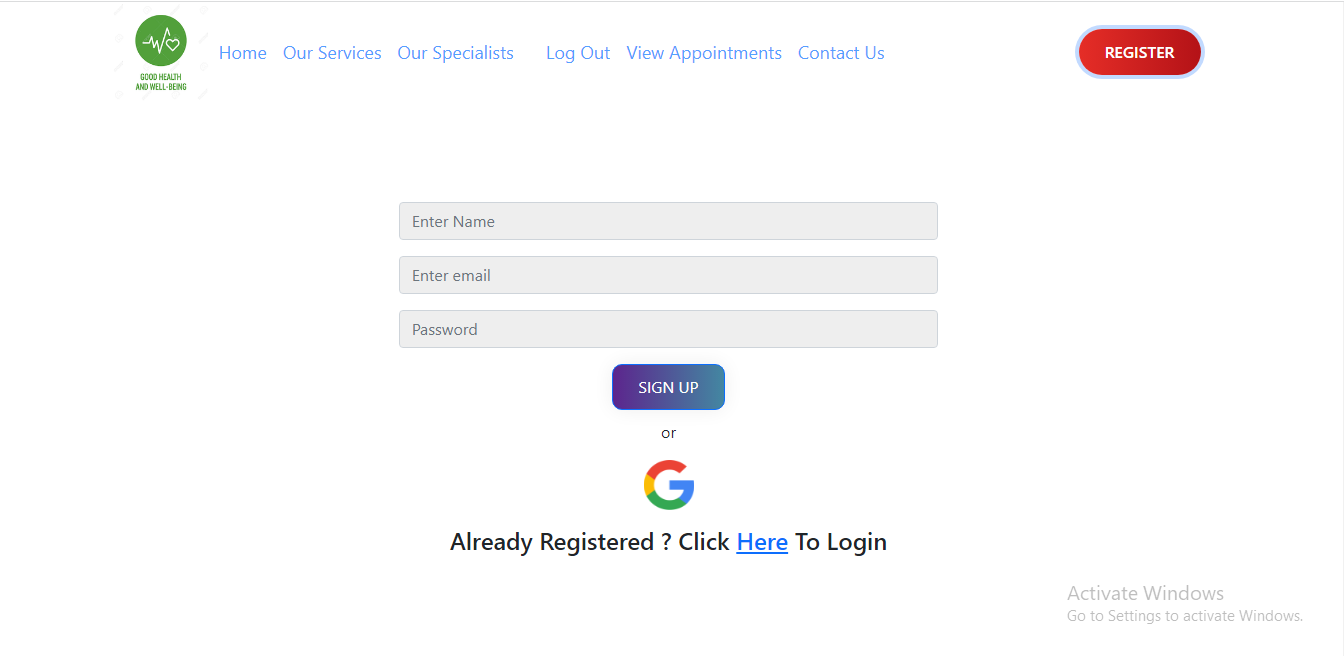 GOOD HEALTH
AND WELL-BEING
Home Our Services Our Specialists Log Out View Appointments Contact Us
REGISTER
Enter Name
Enter email
Password
SIGN UP
or
Already Registered ? Click Here To Login
Activate Windows
Go to Settings to activate Windows.